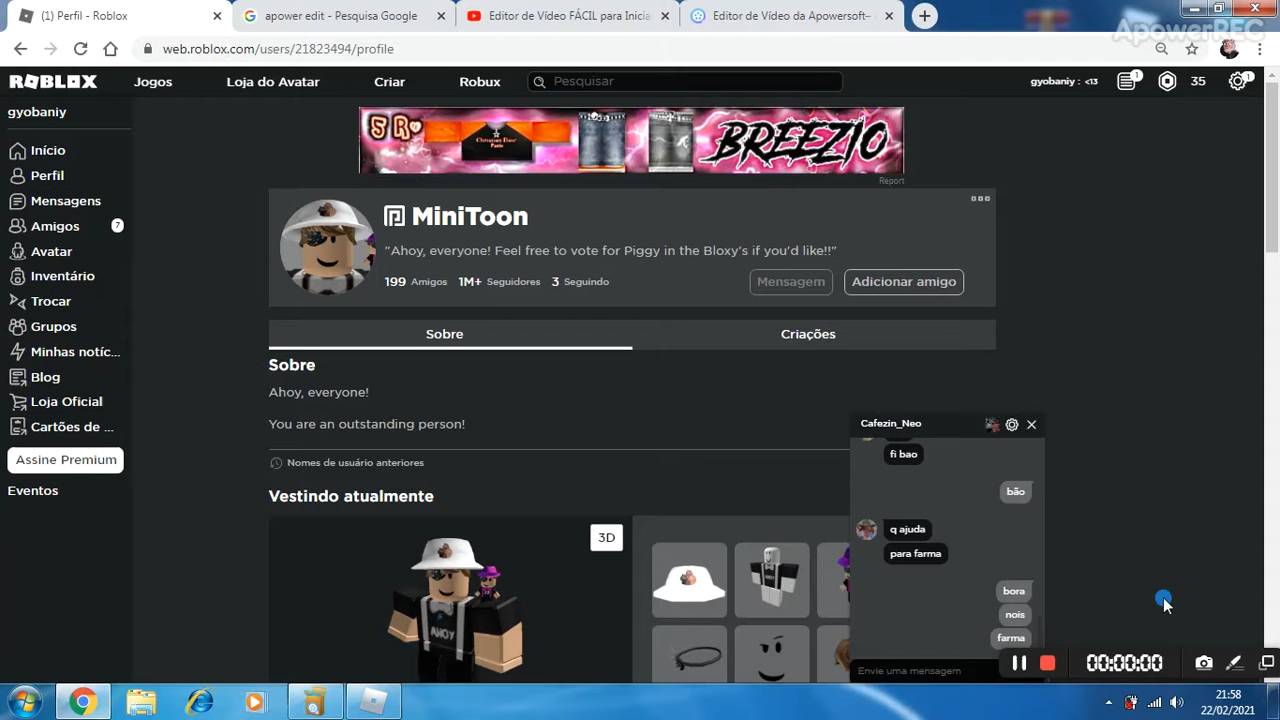 (1) Perfil - Roblox
apower edit - Pesquisa Google
Editor de Vídeo FÁCIL para Inicia
Editor de Vídeo da Apowersoft–
web.roblox.com/users/21823494/profile
ApowerREC
ROBLOX
Jogos
Loja do Avatar
Criar
Robux
Pesquisar
gyobaniy : <13
1
35
1
gyobaniy
Início
Perfil
Mensagens
Amigos 7
Avatar
Inventário
Trocar
Grupos
Minhas notíc...
Blog
Loja Oficial
Cartões de ...
Assine Premium
Eventos
5 R
BREEZIO
Report
MiniToon
"Ahoy, everyone! Feel free to vote for Piggy in the Bloxy's if you'd like!!"
199 Amigos 1M+ Seguidores 3 Seguindo
Mensagem
Adicionar amigo
Sobre
Criações
Sobre
Ahoy, everyone!
You are an outstanding person!
Nomes de usuário anteriores
Vestindo atualmente
3D
AHOY
Cafezin_Neo
fi bao
bão
q ajuda
para farma
bora
nois
farma
Envie uma mensagem
00:00:00
21:58
22/02/2021